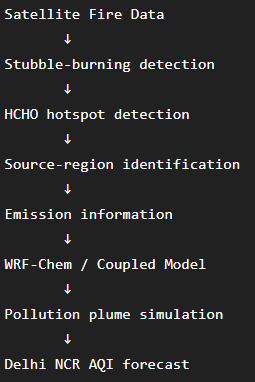 Satellite Fire Data
↓
Stubble-burning detection
↓
HCHO hotspot detection
↓
Source-region identification
↓
Emission information
↓
WRF-Chem / Coupled Model
↓
Pollution plume simulation
↓
Delhi NCR AQI forecast